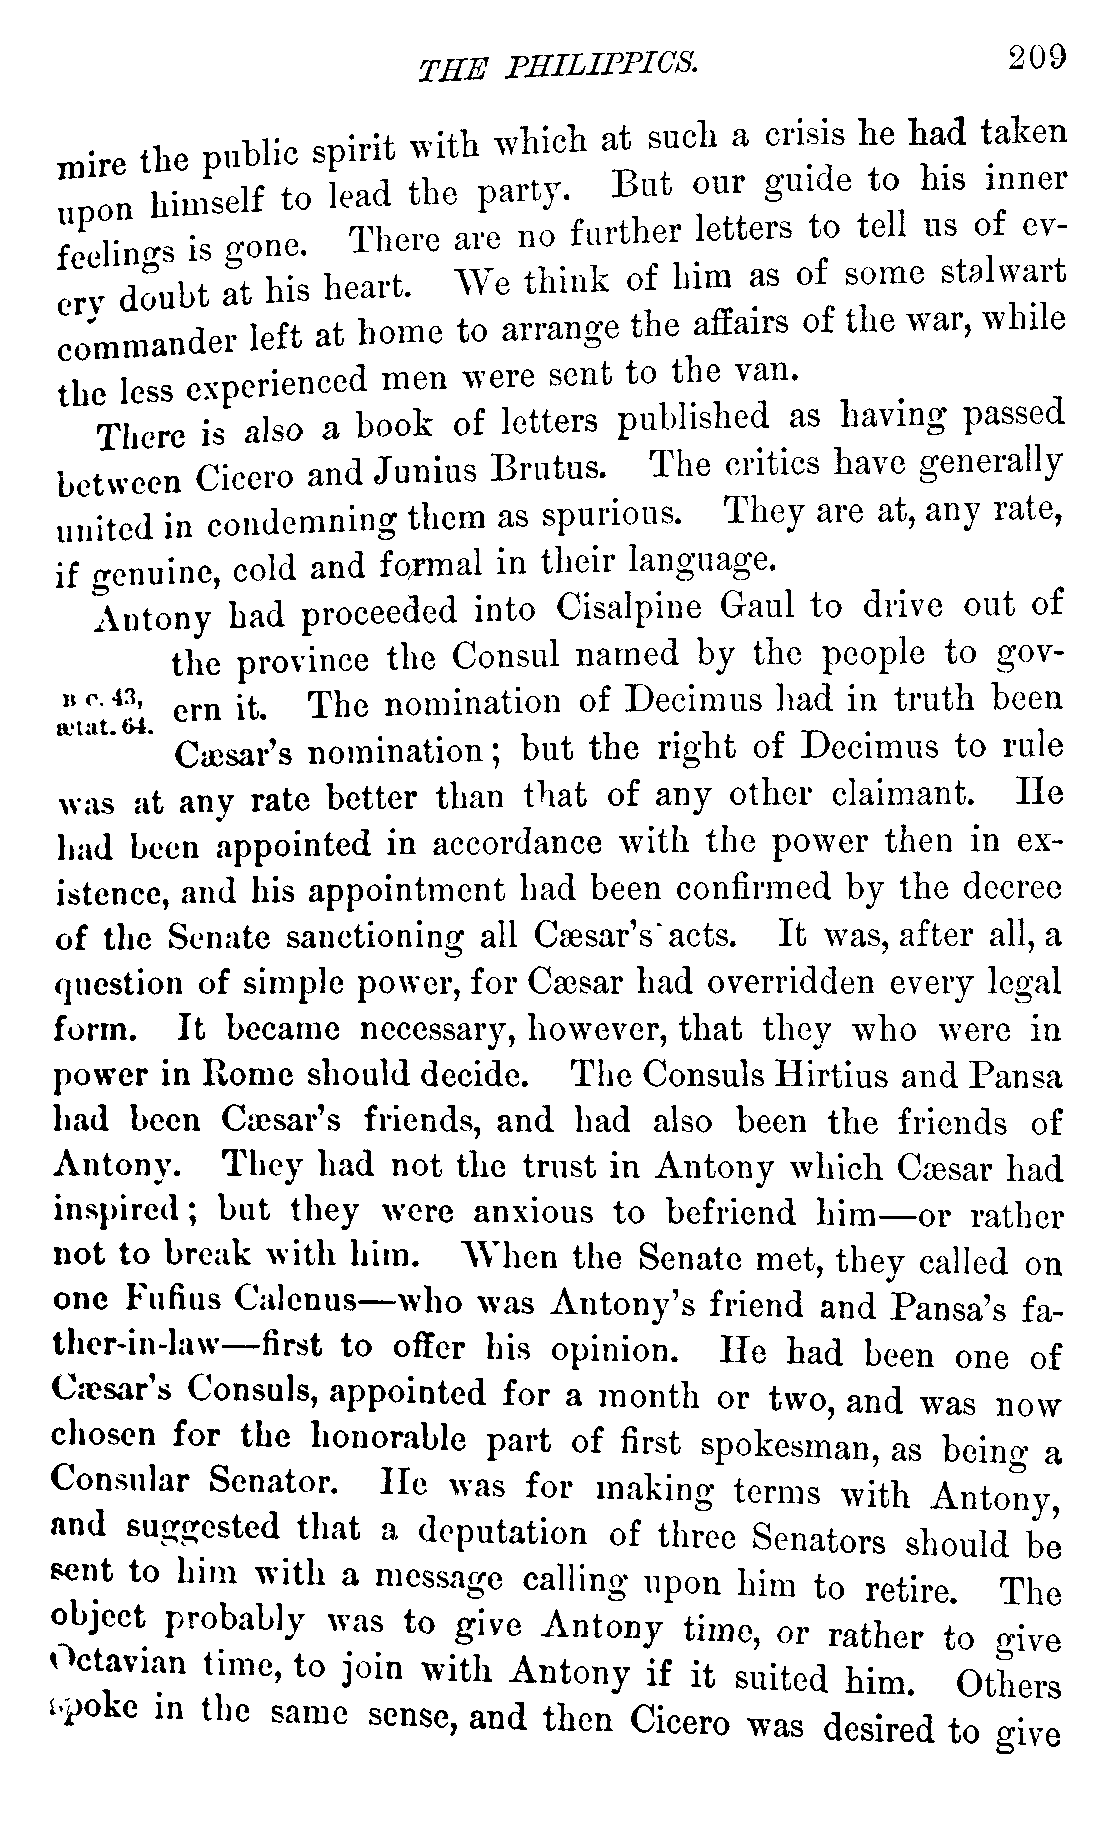 THE PHILIPPICS. 209
mire the public spirit with which at such a crisis he had taken
upon himself to lead the party. But our guide to his inner
feelings is gone. There are no further letters to tell us of ev-
ery doubt at his heart. We think of him as of some stalwart
commander left at home to arrange the affairs of the war, while
the less experienced men were sent to the van.
There is also a book of letters published as having passed
between Cicero and Junius Brutus. The critics have generally
united in condemning them as spurious. They are at, any rate,
if genuine, cold and formal in their language.
Antony had proceeded into Cisalpine Gaul to drive out of
the province the Consul named by the people to gov-
B.C. 43, ern it. The nomination of Decimus had in truth been
ætat. 64.
Cæsar's nomination; but the right of Decimus to rule
was at any rate better than that of any other claimant. He
had been appointed in accordance with the power then in ex-
istence, and his appointment had been confirmed by the decree
of the Senate sanctioning all Cæsar's acts. It was, after all, a
question of simple power, for Cæsar had overridden every legal
form. It became necessary, however, that they who were in
power in Rome should decide. The Consuls Hirtius and Pansa
had been Cæsar's friends, and had also been the friends of
Antony. They had not the trust in Antony which Cæsar had
inspired; but they were anxious to befriend him—or rather
not to break with him. When the Senate met, they called on
one Fufius Calenus—who was Antony's friend and Pansa's fa-
ther-in-law—first to offer his opinion. He had been one of
Cæsar's Consuls, appointed for a month or two, and was now
chosen for the honorable part of first spokesman, as being a
Consular Senator. He was for making terms with Antony,
and suggested that a deputation of three Senators should be
sent to him with a message calling upon him to retire. The
object probably was to give Antony time, or rather to give
Octavian time, to join with Antony if it suited him. Others
spoke in the same sense, and then Cicero was desired to give